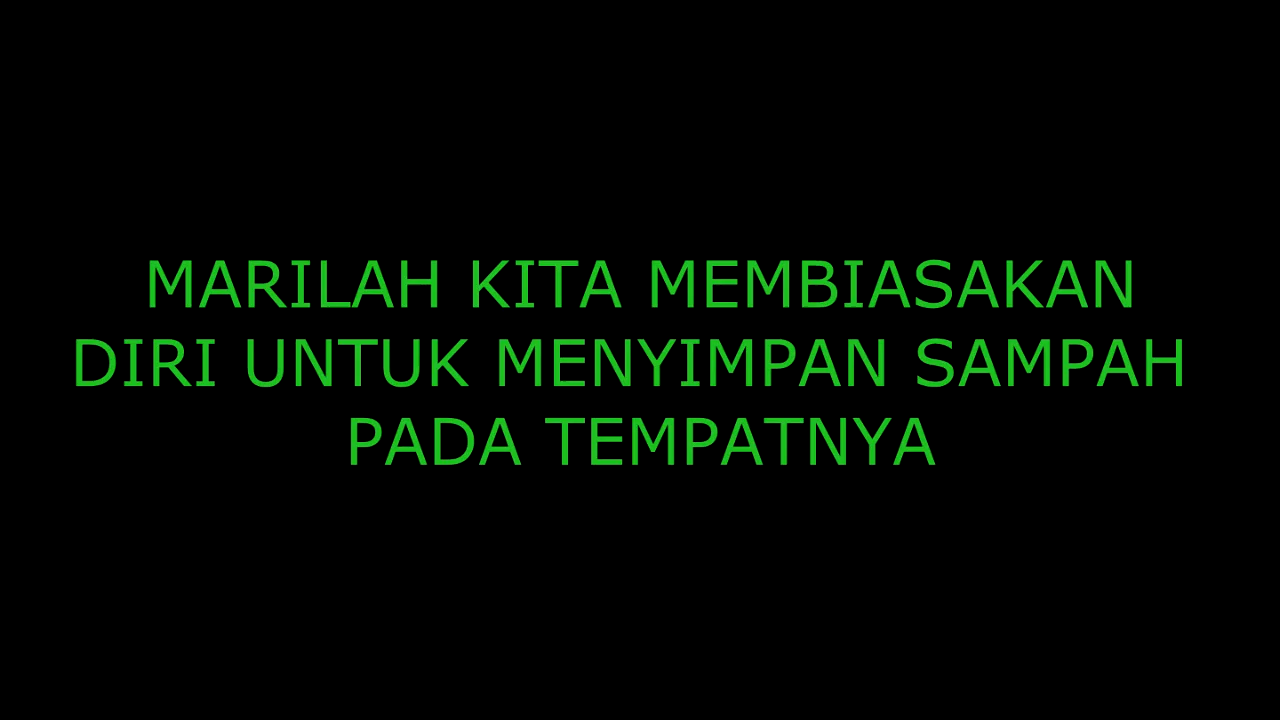 MARILAH KITA MEMBIASAKAN
DIRI UNTUK MENYIMPAN SAMPAH
PADA TEMPATNYA